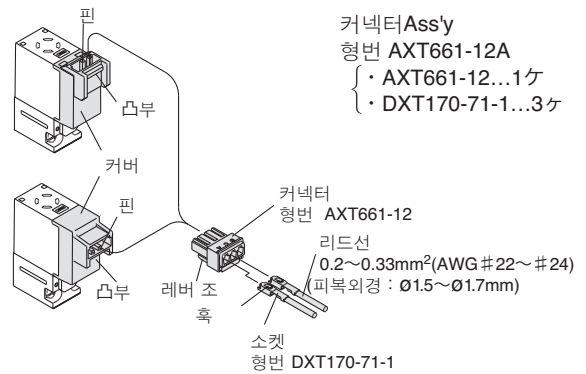 핀
凸부
커버
핀
凸부
커넥터Ass'y
형번 AXT661-12A
・AXT661-12…1ケ
・DXT170-71-1…3ケ
커넥터
형번 AXT661-12
리드선
0.2～0.33mm²(AWG♯22～♯24)
(피복외경：Ø1.5～Ø1.7mm)
레버 조
훅
소켓
형번 DXT170-71-1